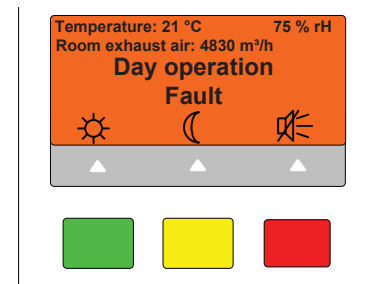 Temperature: 21 °C 75 % rH
Room exhaust air: 4830 m³/h
Day operation
Fault